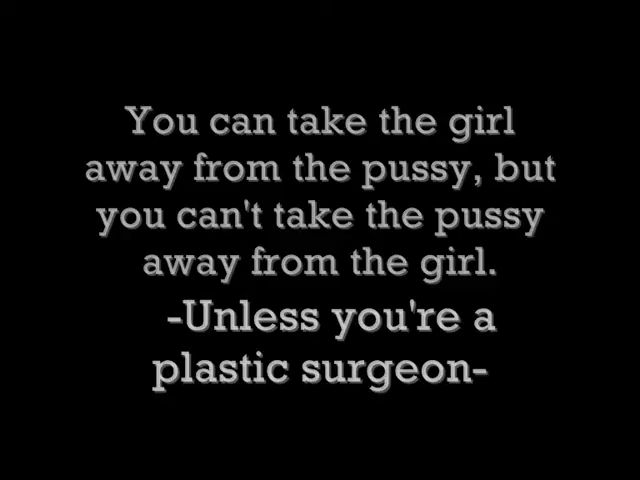 You can take the girl
away from the pussy, but
you can't take the pussy
away from the girl.
-Unless you're a
plastic surgeon-